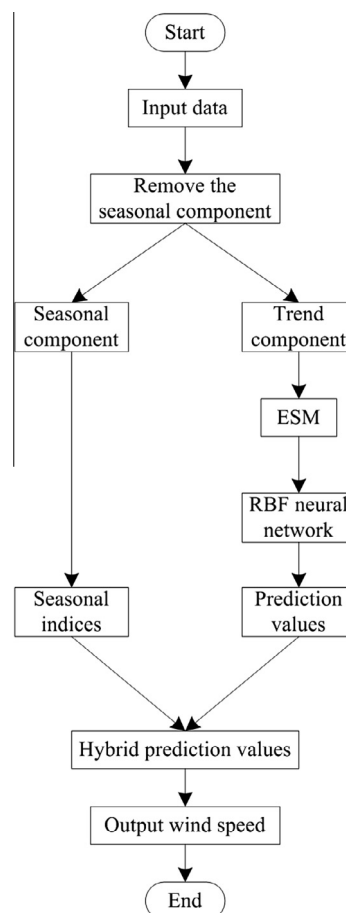 Start
Input data
Remove the
seasonal component
Seasonal
component
Trend
component
ESM
RBF neural
network
Seasonal
indices
Prediction
values
Hybrid prediction values
Output wind speed
End